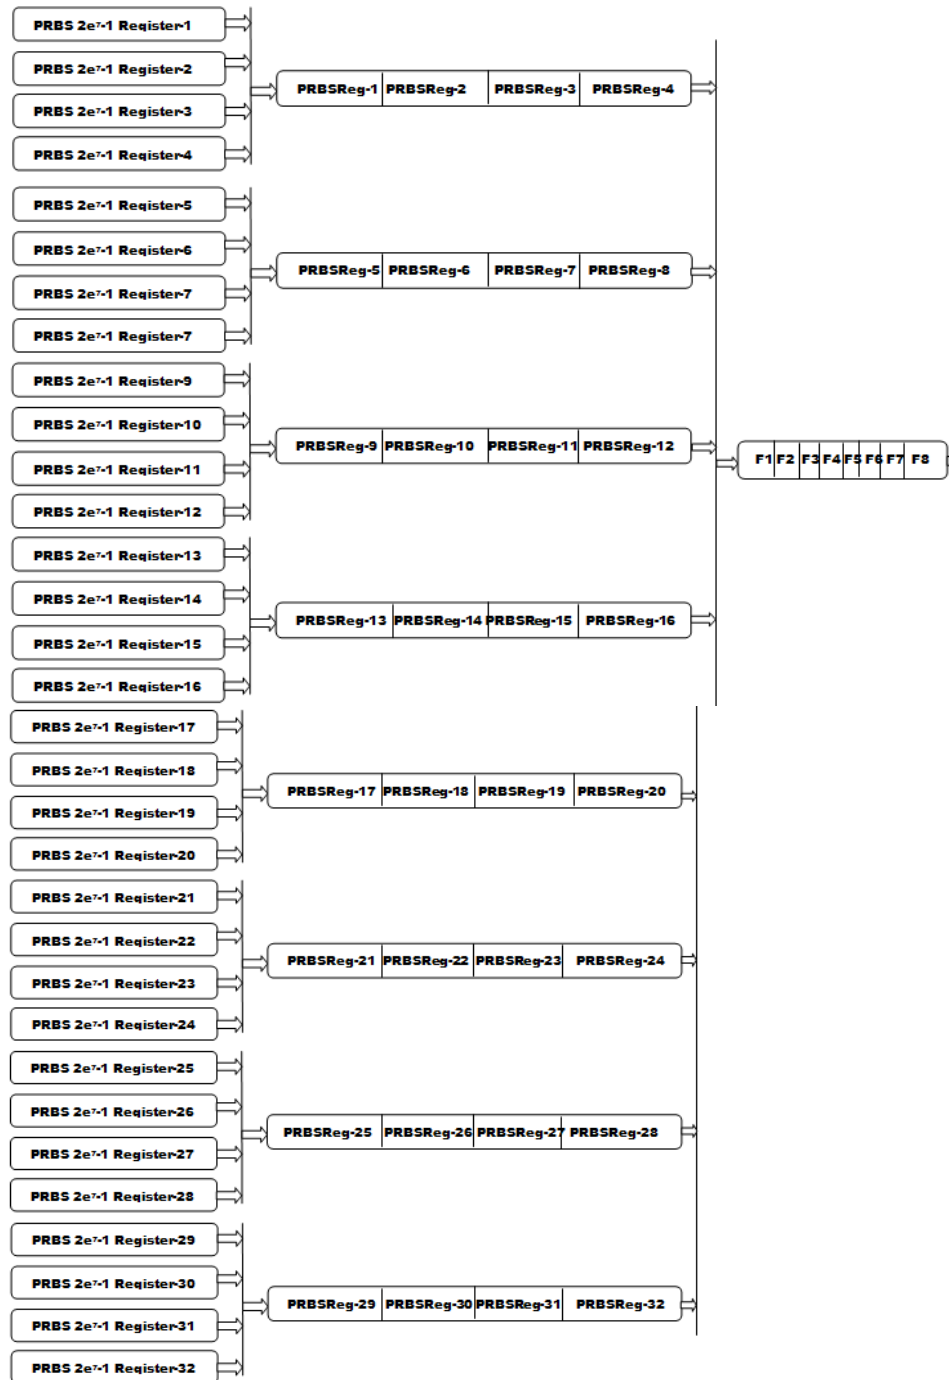 PRBS 2e⁷-1 Register-1
PRBS 2e⁷-1 Register-2
PRBS 2e⁷-1 Register-3
PRBS 2e⁷-1 Register-4
PRBSReg-1 PRBSReg-2 PRBSReg-3 PRBSReg-4
PRBS 2e⁷-1 Register-5
PRBS 2e⁷-1 Register-6
PRBS 2e⁷-1 Register-7
PRBS 2e⁷-1 Register-7
PRBSReg-5 PRBSReg-6 PRBSReg-7 PRBSReg-8
PRBS 2e⁷-1 Register-9
PRBS 2e⁷-1 Register-10
PRBS 2e⁷-1 Register-11
PRBS 2e⁷-1 Register-12
PRBSReg-9 PRBSReg-10 PRBSReg-11 PRBSReg-12
PRBS 2e⁷-1 Register-13
PRBS 2e⁷-1 Register-14
PRBS 2e⁷-1 Register-15
PRBS 2e⁷-1 Register-16
PRBSReg-13 PRBSReg-14 PRBSReg-15 PRBSReg-16
F1 F2 F3 F4 F5 F6 F7 F8
PRBS 2e⁷-1 Register-17
PRBS 2e⁷-1 Register-18
PRBS 2e⁷-1 Register-19
PRBS 2e⁷-1 Register-20
PRBSReg-17 PRBSReg-18 PRBSReg-19 PRBSReg-20
PRBS 2e⁷-1 Register-21
PRBS 2e⁷-1 Register-22
PRBS 2e⁷-1 Register-23
PRBS 2e⁷-1 Register-24
PRBSReg-21 PRBSReg-22 PRBSReg-23 PRBSReg-24
PRBS 2e⁷-1 Register-25
PRBS 2e⁷-1 Register-26
PRBS 2e⁷-1 Register-27
PRBS 2e⁷-1 Register-28
PRBSReg-25 PRBSReg-26 PRBSReg-27 PRBSReg-28
PRBS 2e⁷-1 Register-29
PRBS 2e⁷-1 Register-30
PRBS 2e⁷-1 Register-31
PRBS 2e⁷-1 Register-32
PRBSReg-29 PRBSReg-30 PRBSReg-31 PRBSReg-32